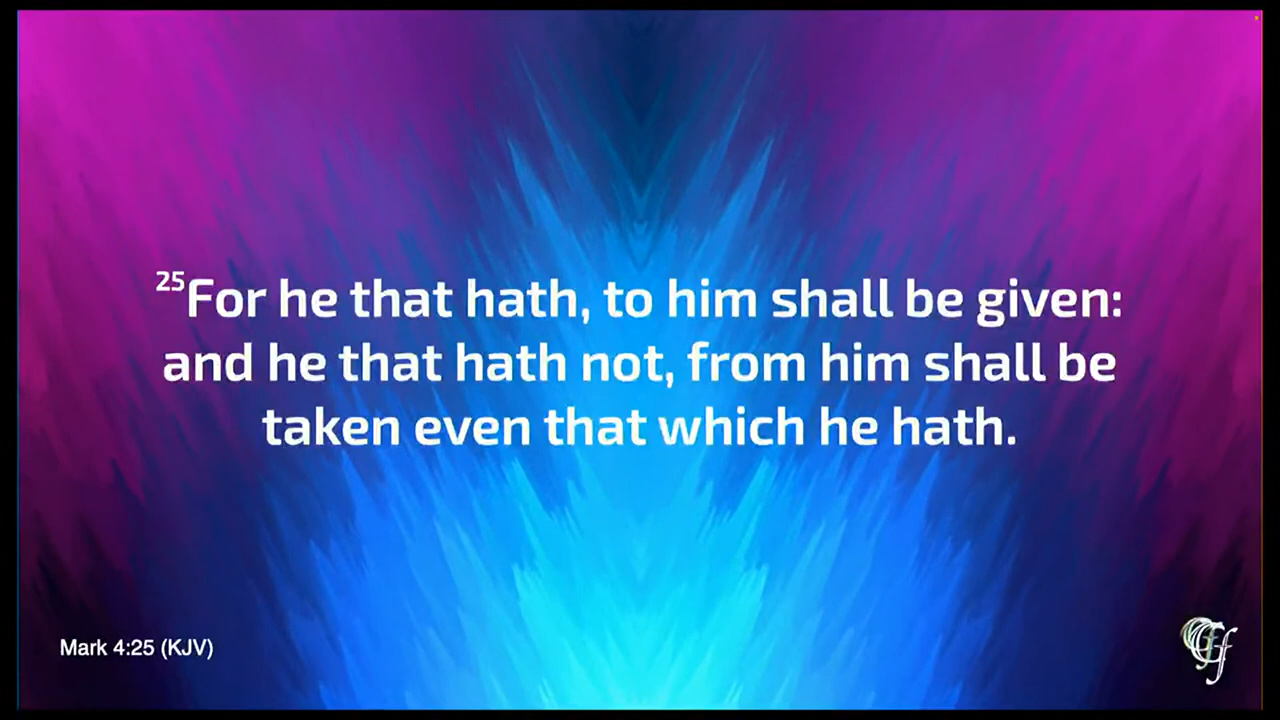 25For he that hath, to him shall be given:
and he that hath not, from him shall be
taken even that which he hath.
Mark 4:25 (KJV)